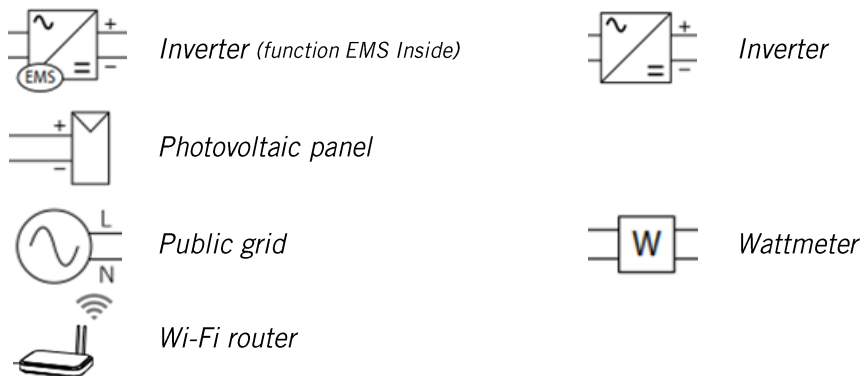 +
EMS
−
Inverter (function EMS Inside)
+
−
Inverter
+
−
Photovoltaic panel
L
N
Public grid
W
Wattmeter
Wi-Fi router